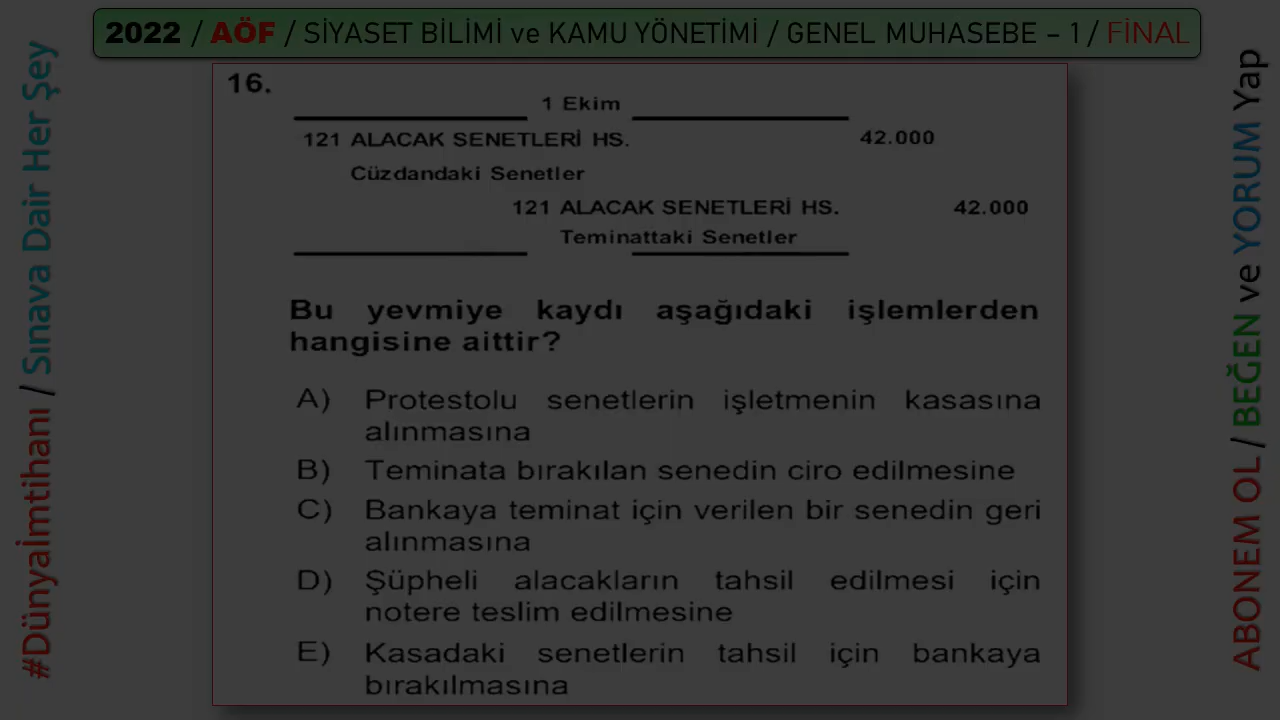 2022 / AÖF / SİYASET BİLİMİ ve KAMU YÖNETİMİ / GENEL MUHASEBE – 1 / FİNAL
#Dünyaİmtihanı / Sınava Dair Her Şey
16.
1 Ekim
121 ALACAK SENETLERİ HS. 42.000
Cüzdandaki Senetler
121 ALACAK SENETLERİ HS. 42.000
Teminattaki Senetler
Bu yevmiye kaydı aşağıdaki işlemlerden
hangisine aittir?
A) Protestolu senetlerin işletmenin kasasına
alınmasına
B) Teminata bırakılan senedin ciro edilmesine
C) Bankaya teminat için verilen bir senedin geri
alınmasına
D) Şüpheli alacakların tahsil edilmesi için
notere teslim edilmesine
E) Kasadaki senetlerin tahsil için bankaya
bırakılmasına
ABONEM OL / BEĞEN ve YORUM Yap